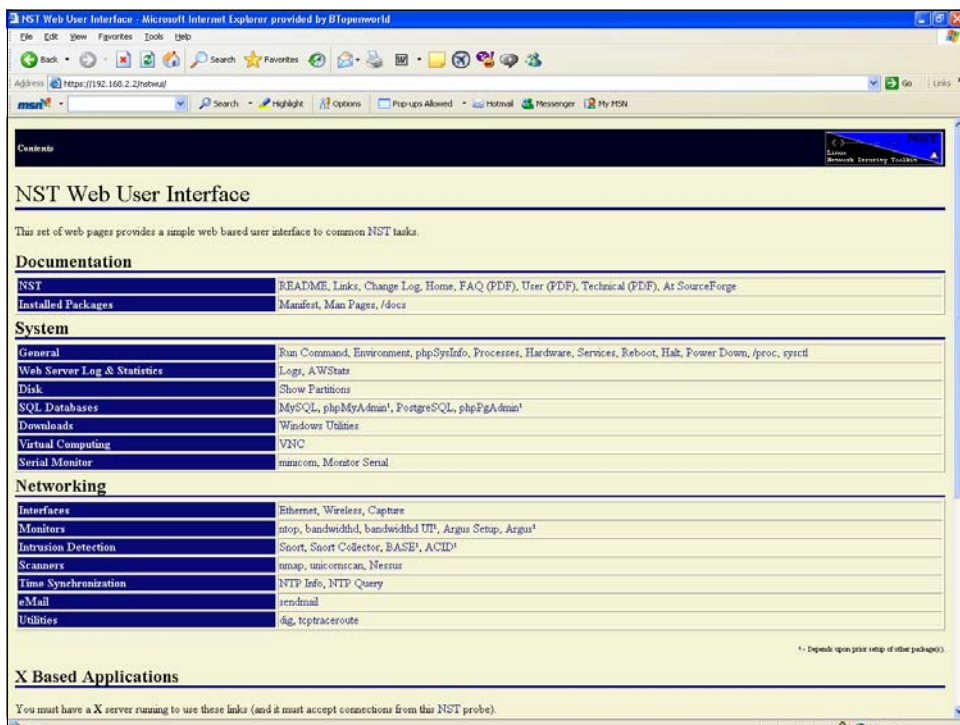 NST Web User Interface - Microsoft Internet Explorer provided by BTopenworld
File Edit View Favorites Tools Help
Back Search Favorites
Address https://192.168.2.2/nstwui/ Go Links
msn Search Highlight Options Pop-ups Allowed Hotmail Messenger My MSN
Contents
NST
Linux
Network Security Toolkit
NST Web User Interface
This set of web pages provides a simple web based user interface to common NST tasks.
Documentation
NST README, Links, Change Log, Home, FAQ (PDF), User (PDF), Technical (PDF), At SourceForge
Installed Packages Manifest, Man Pages, /docs
System
General Run Command, Environment, phpSysInfo, Processes, Hardware, Services, Reboot, Halt, Power Down, /proc, sysctl
Web Server Log & Statistics Logs, AWStats
Disk Show Partitions
SQL Databases MySQL, phpMyAdmin¹, PostgreSQL, phpPgAdmin¹
Downloads Windows Utilities
Virtual Computing VNC
Serial Monitor minicom, Monitor Serial
Networking
Interfaces Ethernet, Wireless, Capture
Monitors ntop, bandwidthd, bandwidthd UI¹, Argus Setup, Argus¹
Intrusion Detection Snort, Snort Collector, BASE¹, ACID¹
Scanners nmap, unicornscan, Nessus
Time Synchronization NTP Info, NTP Query
eMail sendmail
Utilities dig, tcptraceroute
¹ - Depends upon prior setup of other package(s).
X Based Applications
You must have a X server running to use these links (and it must accept connections from this NST probe).